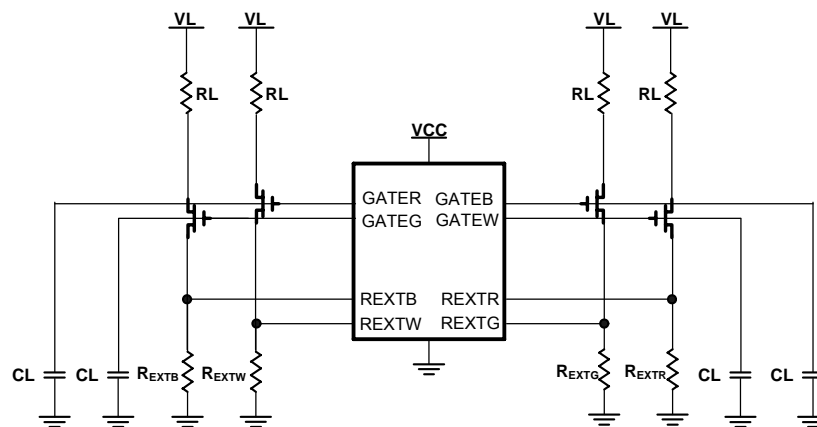 VL VL VL VL
RL RL RL RL
VCC
GATER GATEB
GATEG GATEW
REXTB REXTR
REXTW REXTG
CL CL REXTB REXTW REXTG REXTR CL CL